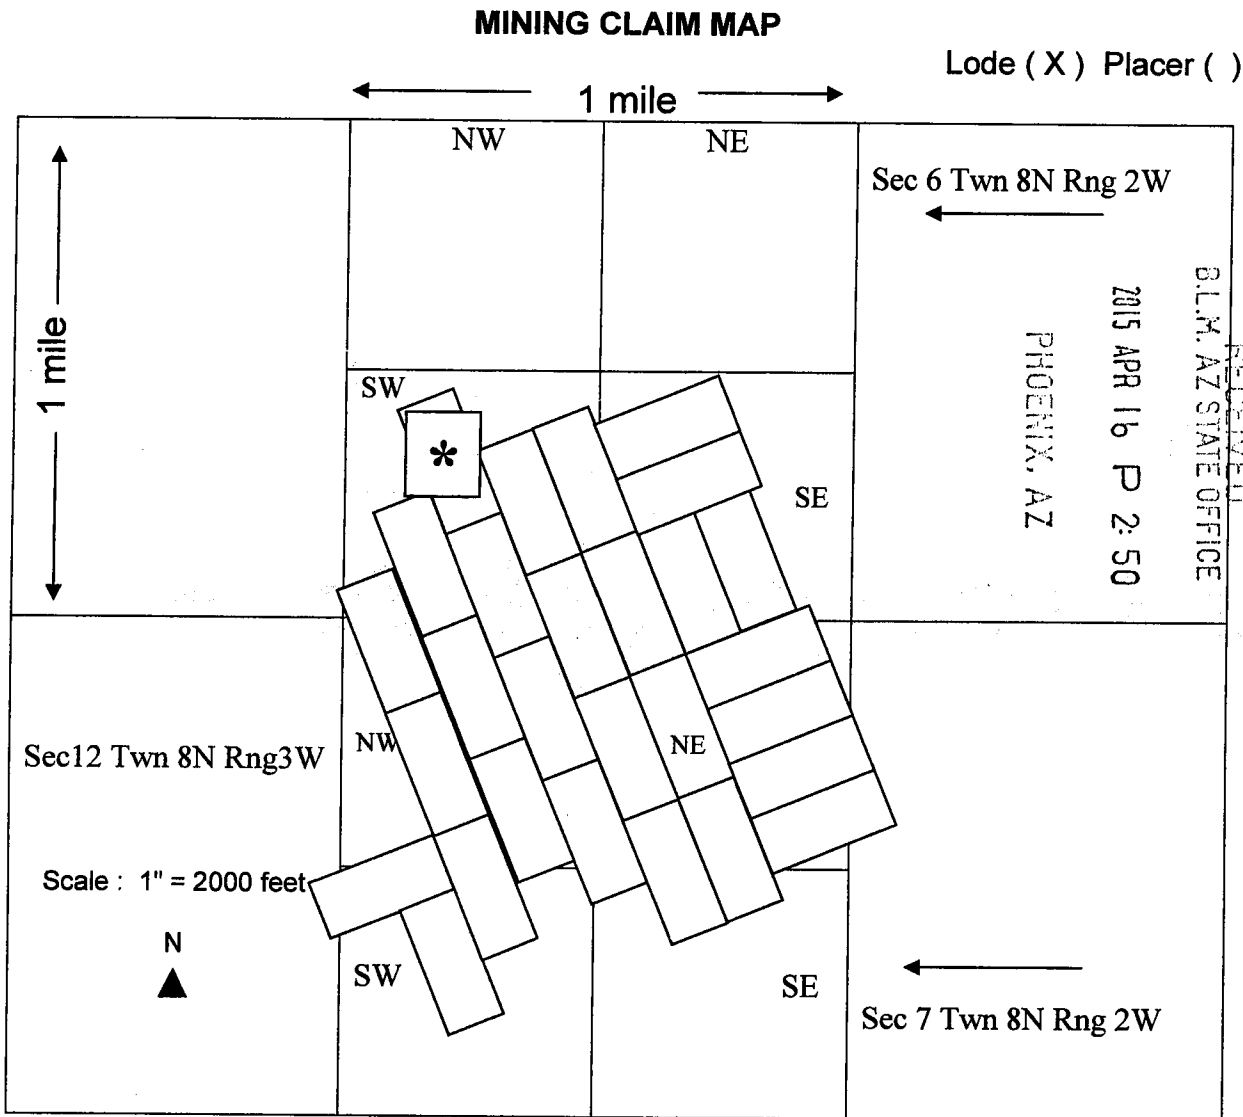 MINING CLAIM MAP
Lode ( X ) Placer ( )
1 mile
NW
NE
Sec 6 Twn 8N Rng 2W
1 mile
RECEIVED
B.L.M. AZ STATE OFFICE
2015 APR 16 P 2:50
PHOENIX, AZ
SW
*
SE
Sec12 Twn 8N Rng3W
NW
NE
Scale : 1" = 2000 feet
N
SW
SE
Sec 7 Twn 8N Rng 2W